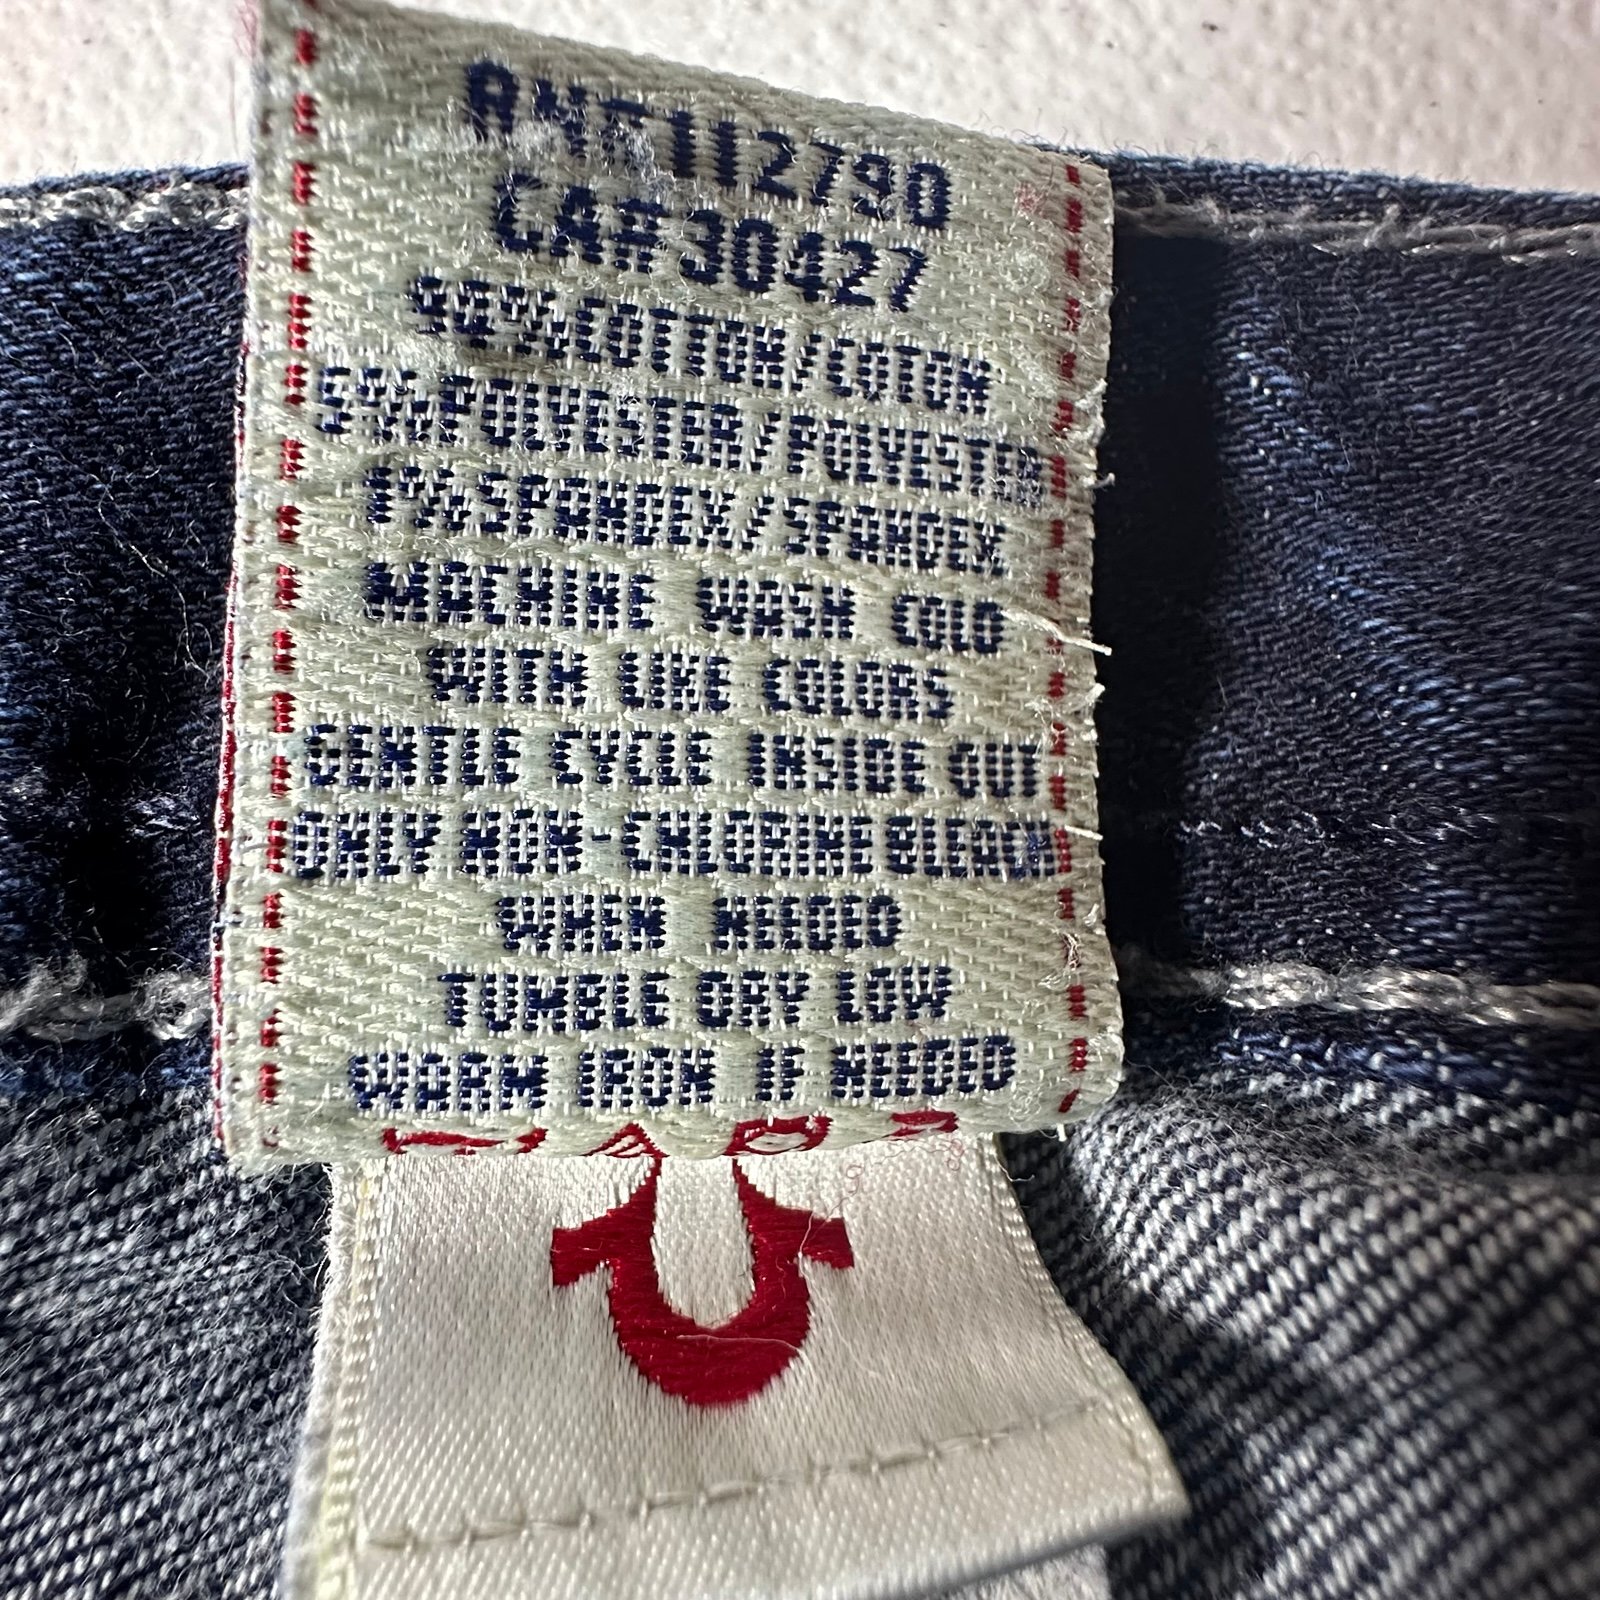 RN#112790
CA#30427
94%COTTON/COTON
5%POLYESTER/POLYESTER
1%SPANDEX/SPANDEX
MACHINE WASH COLD
WITH LIKE COLORS
GENTLE CYCLE INSIDE OUT
ONLY NON-CHLORINE BLEACH
WHEN NEEDED
TUMBLE DRY LOW
WARM IRON IF NEEDED